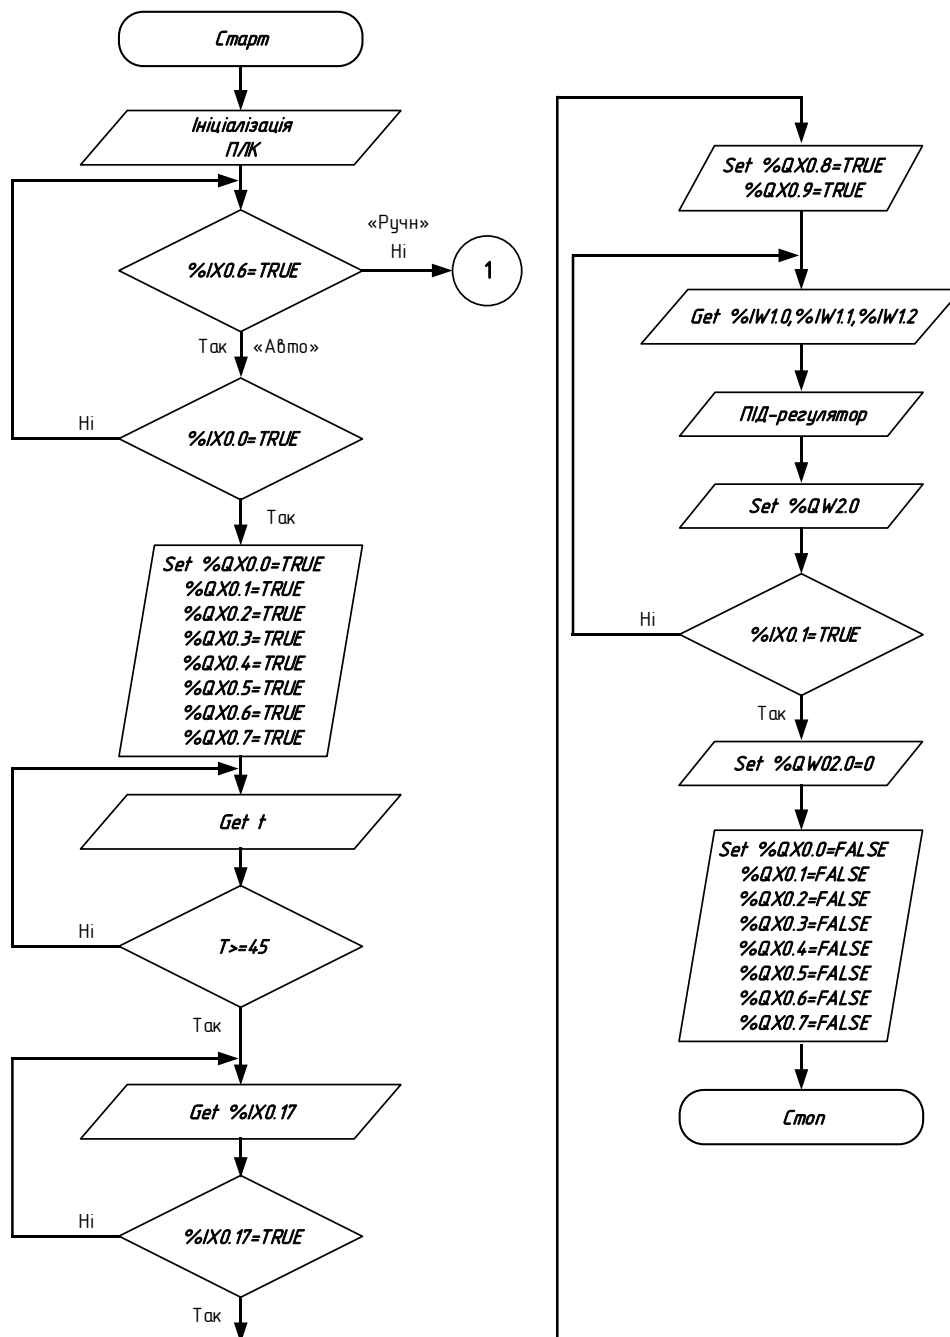 Старт
Ініціалізація
ПЛК
%IX0.6=TRUE
«Ручн»
Ні
1
Так «Авто»
%IX0.0=TRUE
Ні
Так
Set %QX0.0=TRUE
%QX0.1=TRUE
%QX0.2=TRUE
%QX0.3=TRUE
%QX0.4=TRUE
%QX0.5=TRUE
%QX0.6=TRUE
%QX0.7=TRUE
Get t
Ні
T>=45
Так
Get %IX0.17
Ні
%IX0.17=TRUE
Так
Set %QX0.8=TRUE
%QX0.9=TRUE
Get %IW1.0,%IW1.1,%IW1.2
ПІД-регулятор
Set %QW2.0
Ні
%IX0.1=TRUE
Так
Set %QW02.0=0
Set %QX0.0=FALSE
%QX0.1=FALSE
%QX0.2=FALSE
%QX0.3=FALSE
%QX0.4=FALSE
%QX0.5=FALSE
%QX0.6=FALSE
%QX0.7=FALSE
Стоп